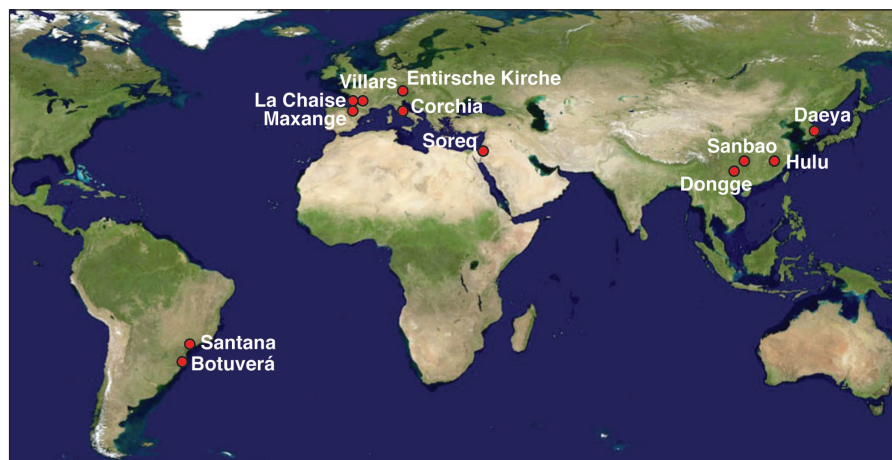 Villars
Entirsche Kirche
La Chaise
Maxange
Corchia
Soreq
Daeya
Sanbao
Hulu
Dongge
Santana
Botuverá